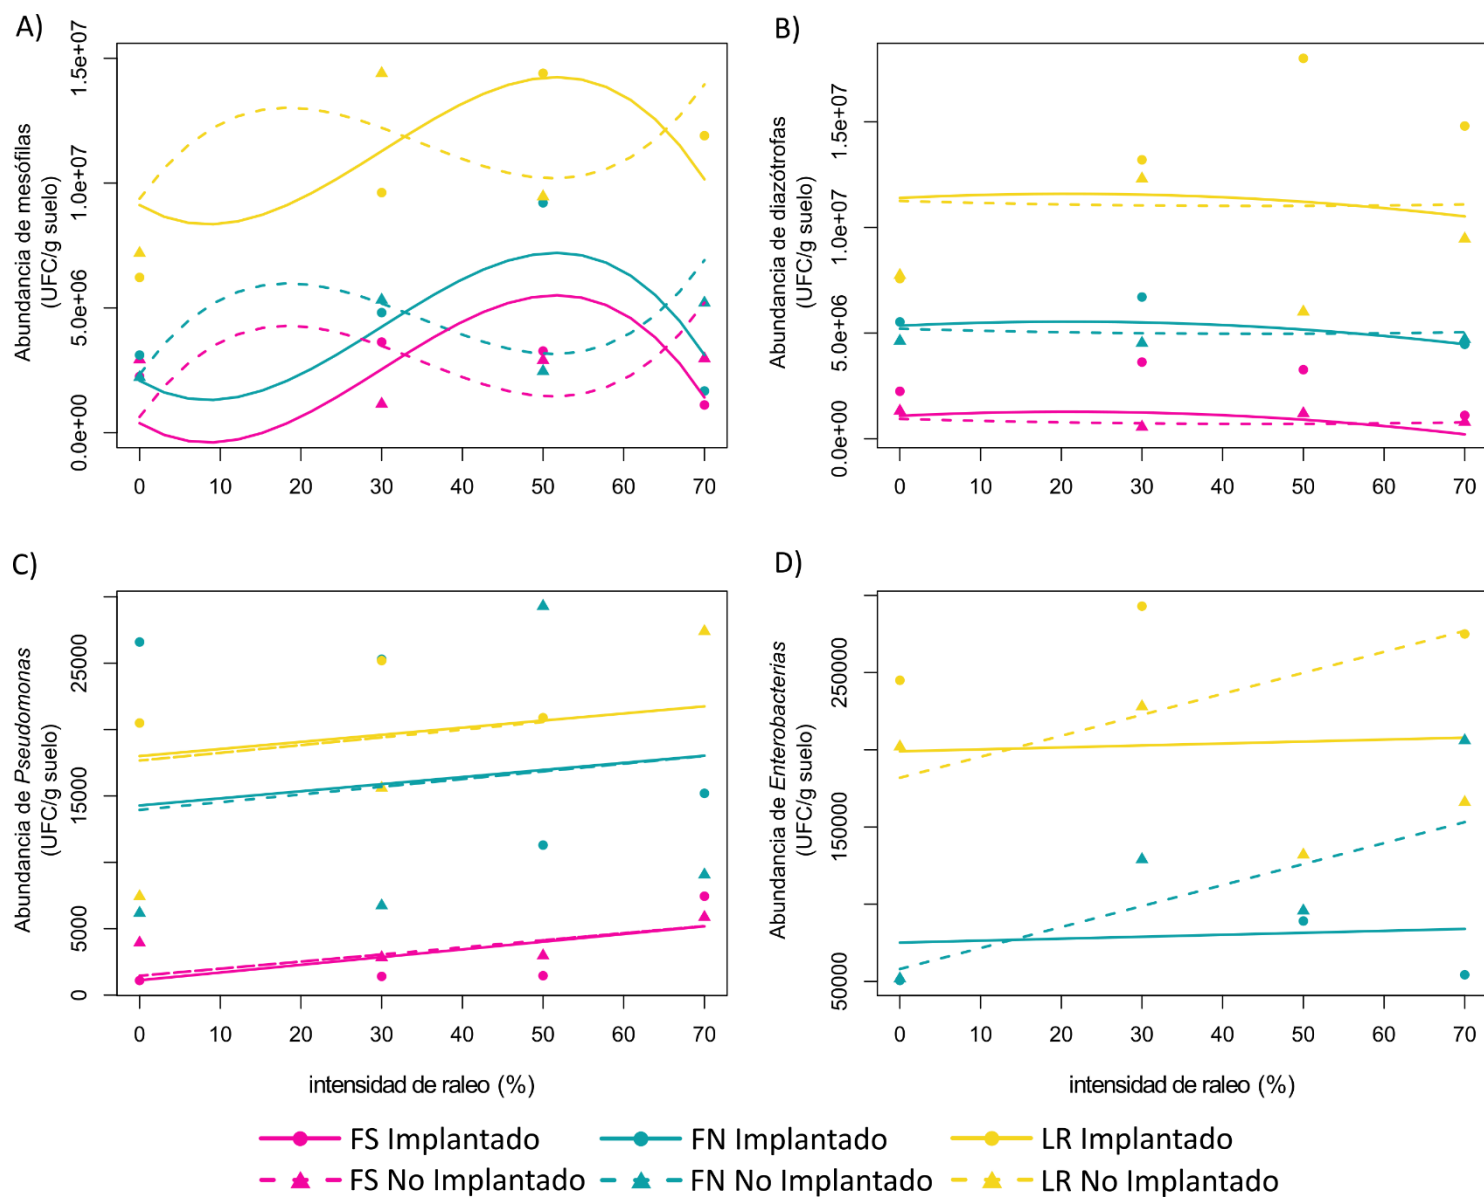 A)
Abundancia de mesófilas
(UFC/g suelo)
1.5e+07
1.0e+07
5.0e+06
0.0e+00
0 10 20 30 40 50 60 70
B)
Abundancia de diazótrofas
(UFC/g suelo)
1.5e+07
1.0e+07
5.0e+06
0.0e+00
0 10 20 30 40 50 60 70
C)
Abundancia de Pseudomonas
(UFC/g suelo)
25000
15000
5000
0
0 10 20 30 40 50 60 70
intensidad de raleo (%)
D)
Abundancia de Enterobacterias
(UFC/g suelo)
250000
150000
50000
0 10 20 30 40 50 60 70
intensidad de raleo (%)
FS Implantado FN Implantado LR Implantado
FS No Implantado FN No Implantado LR No Implantado